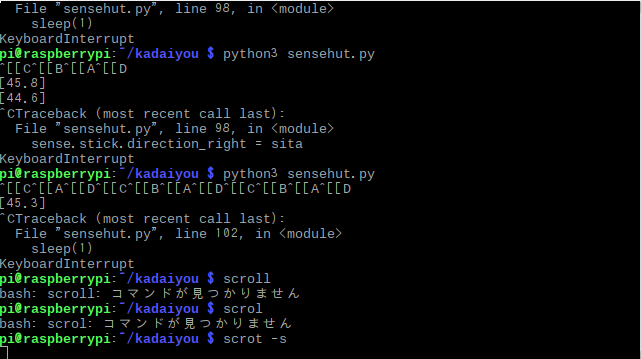 File "sensehut.py", line 98, in <module>
sleep(1)
KeyboardInterrupt
pi@raspberrypi:~/kadaiyou $ python3 sensehut.py
^[[C^[[B^[[A^[[D
[45.8]
[44.6]
^CTraceback (most recent call last):
File "sensehut.py", line 98, in <module>
sense.stick.direction_right = sita
KeyboardInterrupt
pi@raspberrypi:~/kadaiyou $ python3 sensehut.py
^[[C^[[A^[[D^[[C^[[B^[[A^[[D^[[C^[[B^[[A^[[D
[45.3]
^CTraceback (most recent call last):
File "sensehut.py", line 102, in <module>
sleep(1)
KeyboardInterrupt
pi@raspberrypi:~/kadaiyou $ scroll
bash: scroll: コマンドが見つかりません
pi@raspberrypi:~/kadaiyou $ scrol
bash: scrol: コマンドが見つかりません
pi@raspberrypi:~/kadaiyou $ scrot -s